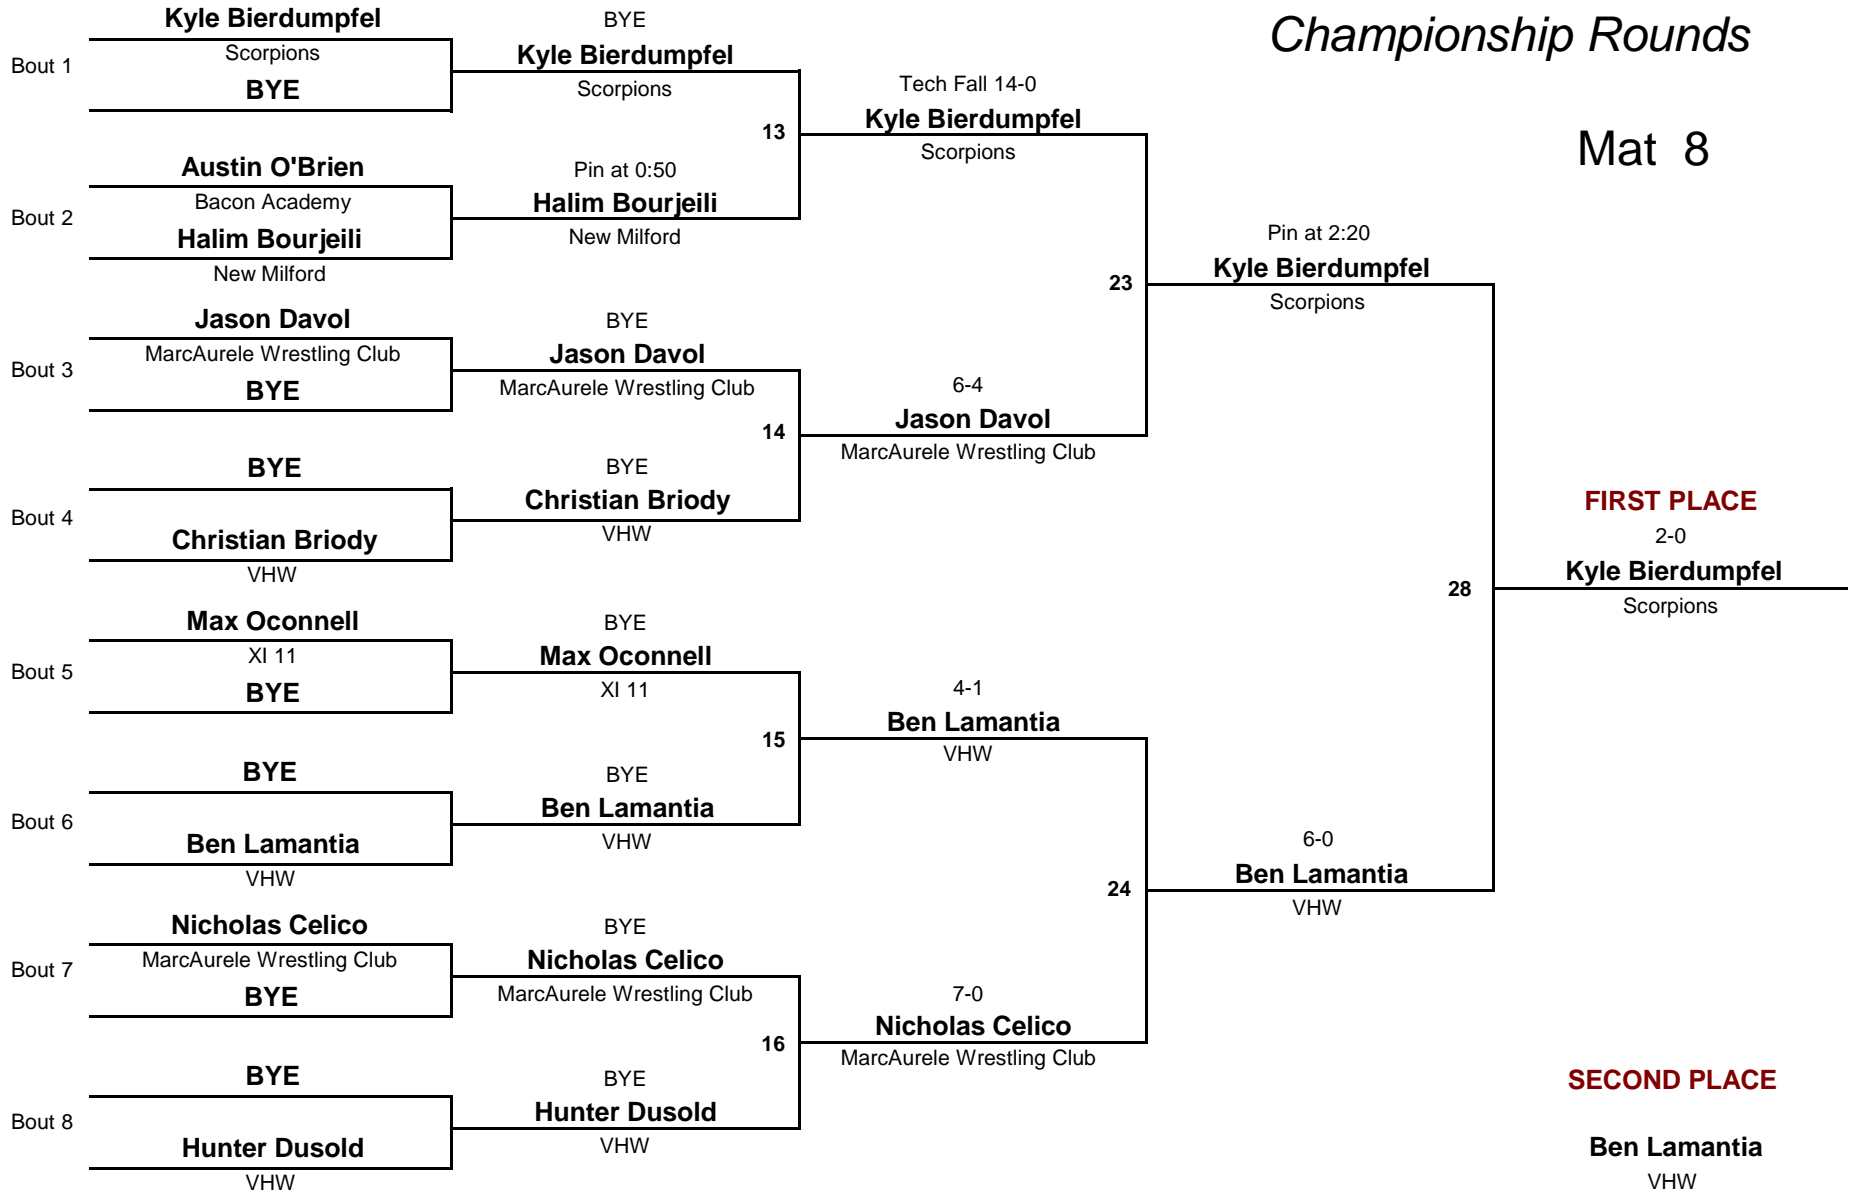 Championship Rounds
Mat 8
Bout 1
Kyle Bierdumpfel
Scorpions
BYE
Bout 2
Austin O'Brien
Bacon Academy
Halim Bourjeili
New Milford
Bout 3
Jason Davol
MarcAurele Wrestling Club
BYE
Bout 4
BYE
Christian Briody
VHW
Bout 5
Max Oconnell
XI 11
BYE
Bout 6
BYE
Ben Lamantia
VHW
Bout 7
Nicholas Celico
MarcAurele Wrestling Club
BYE
Bout 8
BYE
Hunter Dusold
VHW
BYE
Kyle Bierdumpfel
Scorpions
13
Pin at 0:50
Halim Bourjeili
New Milford
BYE
Jason Davol
MarcAurele Wrestling Club
14
BYE
Christian Briody
VHW
BYE
Max Oconnell
XI 11
15
BYE
Ben Lamantia
VHW
BYE
Nicholas Celico
MarcAurele Wrestling Club
16
BYE
Hunter Dusold
VHW
Tech Fall 14-0
Kyle Bierdumpfel
Scorpions
23
6-4
Jason Davol
MarcAurele Wrestling Club
4-1
Ben Lamantia
VHW
24
7-0
Nicholas Celico
MarcAurele Wrestling Club
Pin at 2:20
Kyle Bierdumpfel
Scorpions
28
6-0
Ben Lamantia
VHW
FIRST PLACE
2-0
Kyle Bierdumpfel
Scorpions
SECOND PLACE
Ben Lamantia
VHW